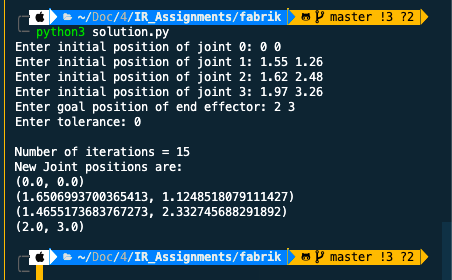 ~/Doc/4/IR_Assignments/fabrik master !3 ?2
python3 solution.py
Enter initial position of joint 0: 0 0
Enter initial position of joint 1: 1.55 1.26
Enter initial position of joint 2: 1.62 2.48
Enter initial position of joint 3: 1.97 3.26
Enter goal position of end effector: 2 3
Enter tolerance: 0

Number of iterations = 15
New Joint positions are:
(0.0, 0.0)
(1.6506993700365413, 1.1248518079111427)
(1.4655173683767273, 2.332745688291892)
(2.0, 3.0)

~/Doc/4/IR_Assignments/fabrik master !3 ?2